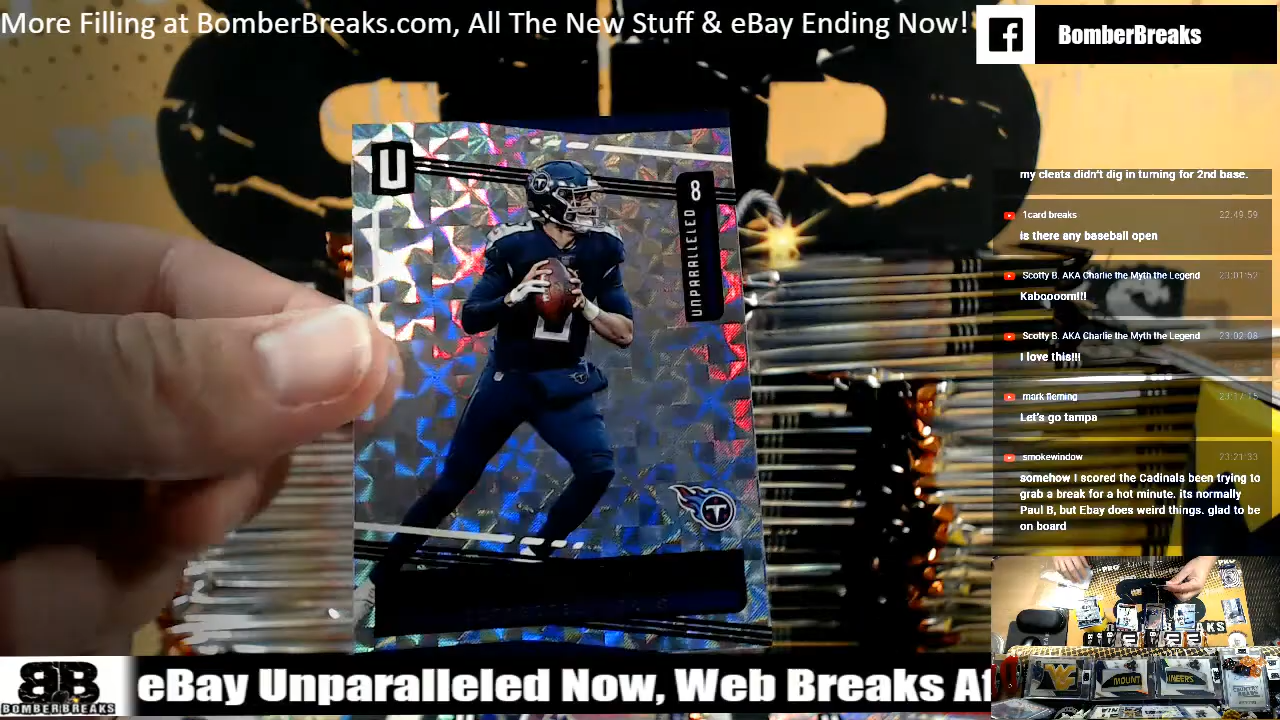 More Filling at BomberBreaks.com, All The New Stuff & eBay Ending Now!
BomberBreaks
U
8
UNPARALLELED
T
my cleats didn't dig in turning for 2nd base.
1card breaks 22:49:59
is there any baseball open
Scotty B. AKA Charlie the Myth the Legend 23:01:52
Kaboooom!!!
Scotty B. AKA Charlie the Myth the Legend 23:02:08
I love this!!!
mark fleming 23:17:15
Let's go tampa
smokewindow 23:21:33
somehow I scored the Cadinals been trying to
grab a break for a hot minute. its normally
Paul B, but Ebay does weird things. glad to be
on board
MOUNT
BB
BOMBERBREAKS
eBay Unparalleled Now, Web Breaks Af